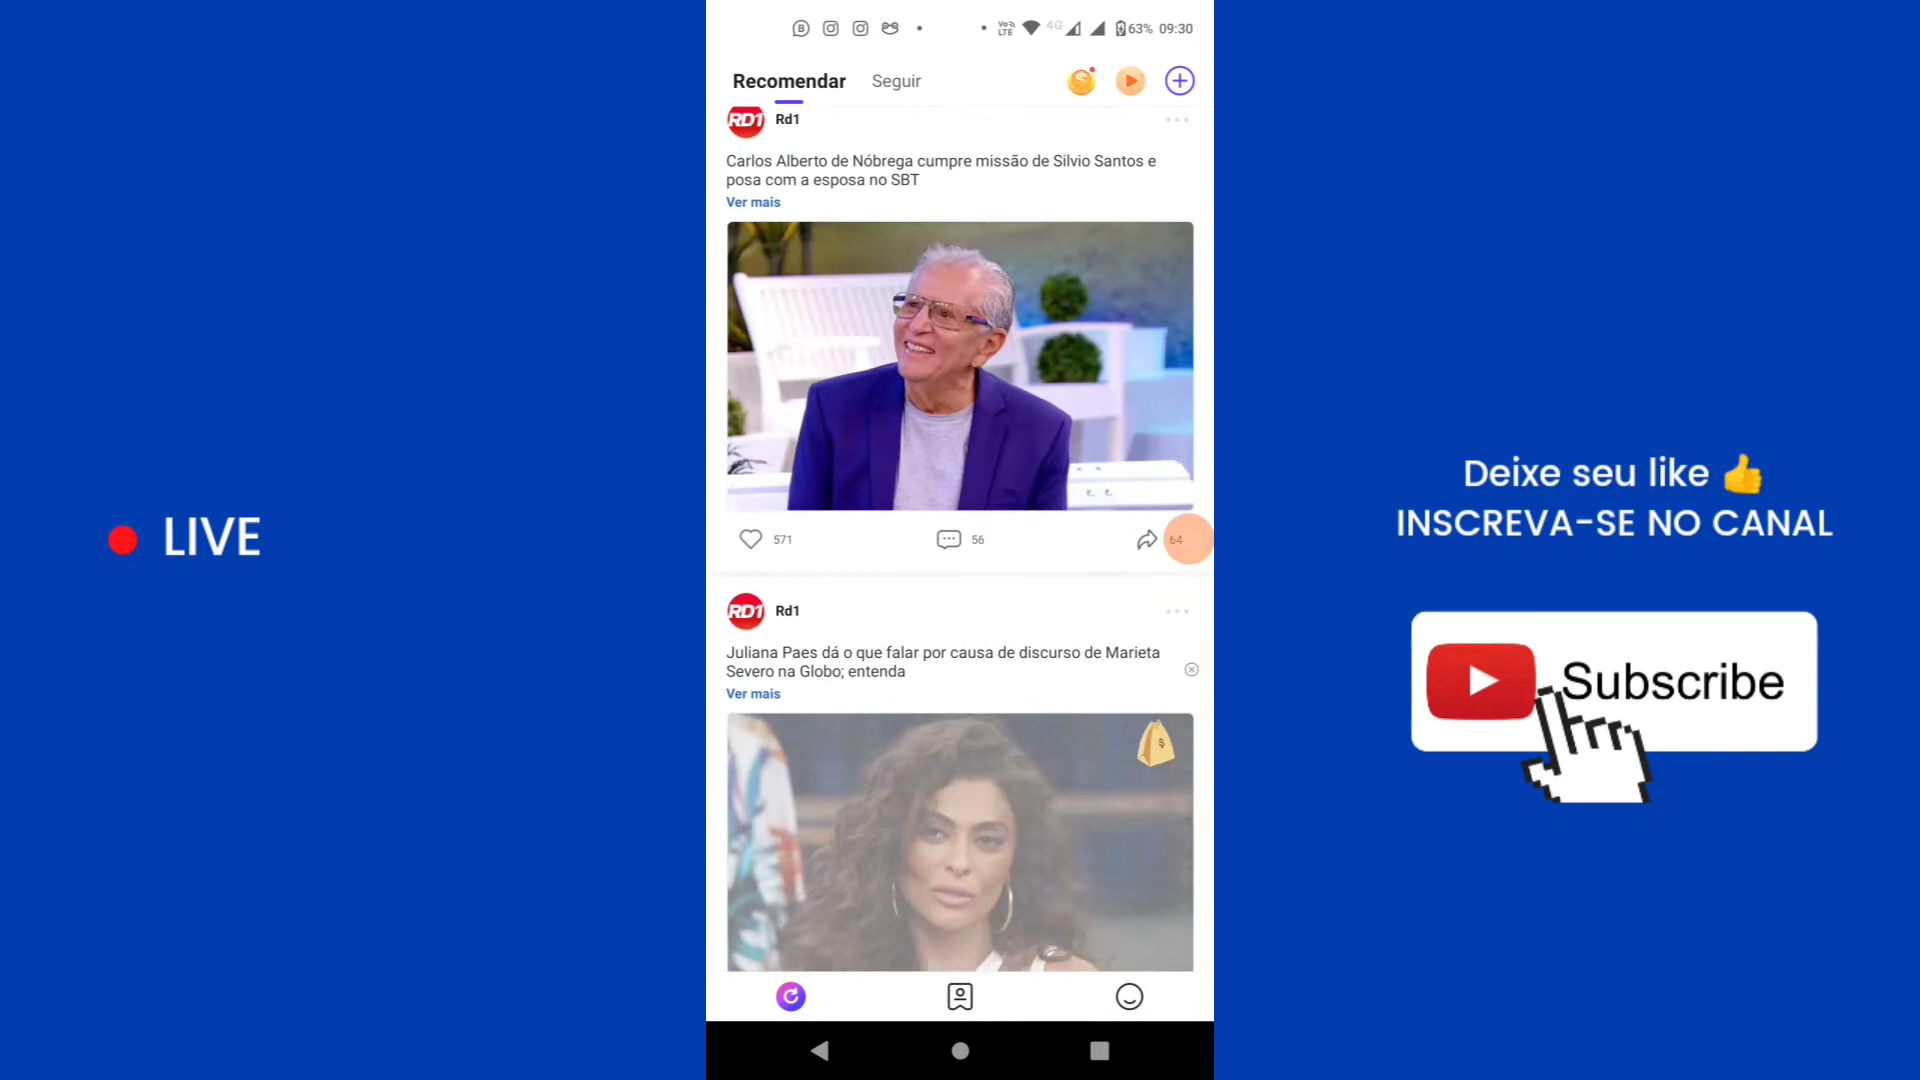 VoLTE
4G
63% 09:30
Recomendar Seguir
RD1 Rd1
Carlos Alberto de Nóbrega cumpre missão de Silvio Santos e
posa com a esposa no SBT
Ver mais
571 56 64
RD1 Rd1
Juliana Paes dá o que falar por causa de discurso de Marieta
Severo na Globo; entenda
Ver mais
$
LIVE
Deixe seu like 👍
INSCREVA-SE NO CANAL
Subscribe